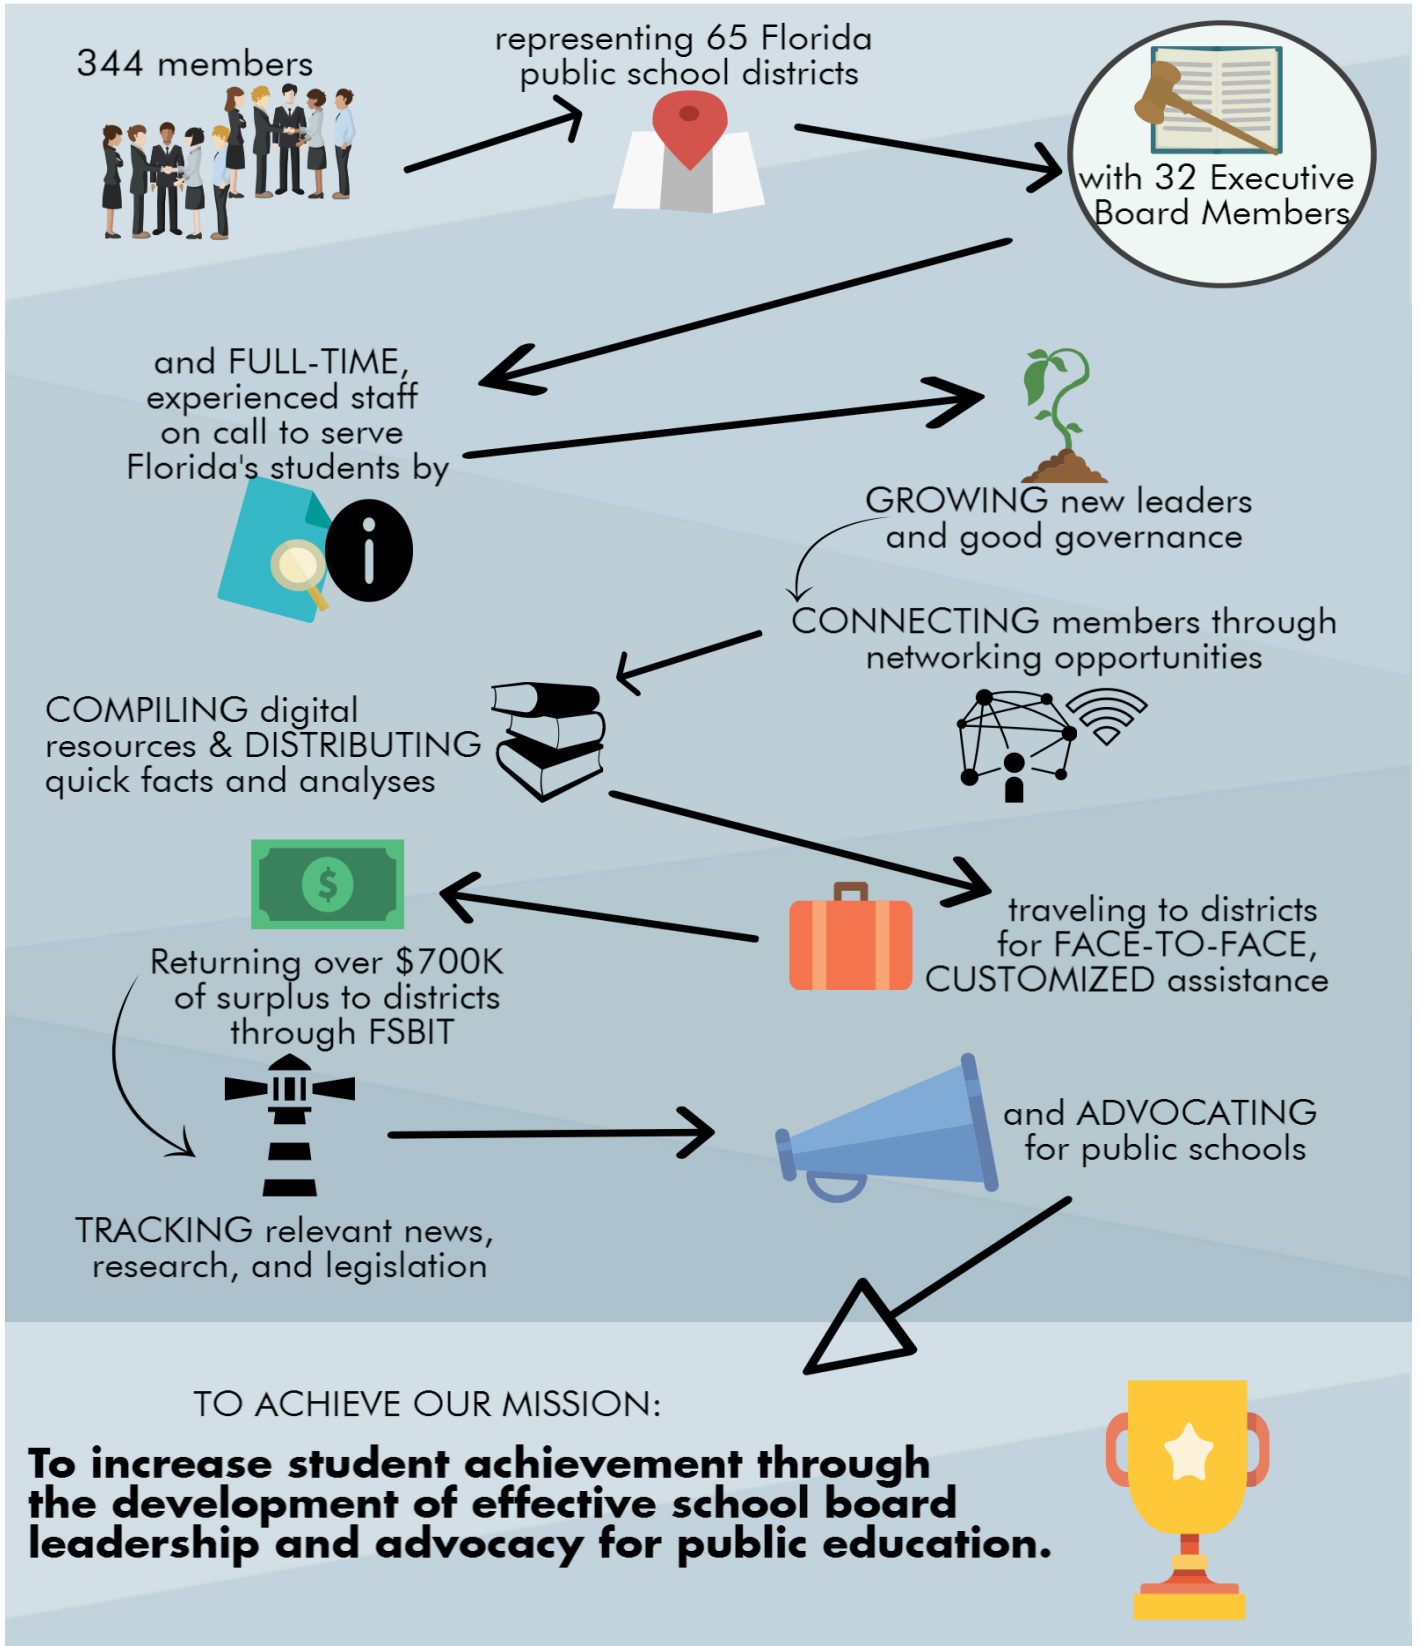 344 members
representing 65 Florida
public school districts
with 32 Executive
Board Members
and FULL-TIME,
experienced staff
on call to serve
Florida's students by
i
GROWING new leaders
and good governance
CONNECTING members through
networking opportunities
COMPILING digital
resources & DISTRIBUTING
quick facts and analyses
traveling to districts
for FACE-TO-FACE,
CUSTOMIZED assistance
$
Returning over $700K
of surplus to districts
through FSBIT
TRACKING relevant news,
research, and legislation
and ADVOCATING
for public schools
TO ACHIEVE OUR MISSION:
To increase student achievement through
the development of effective school board
leadership and advocacy for public education.